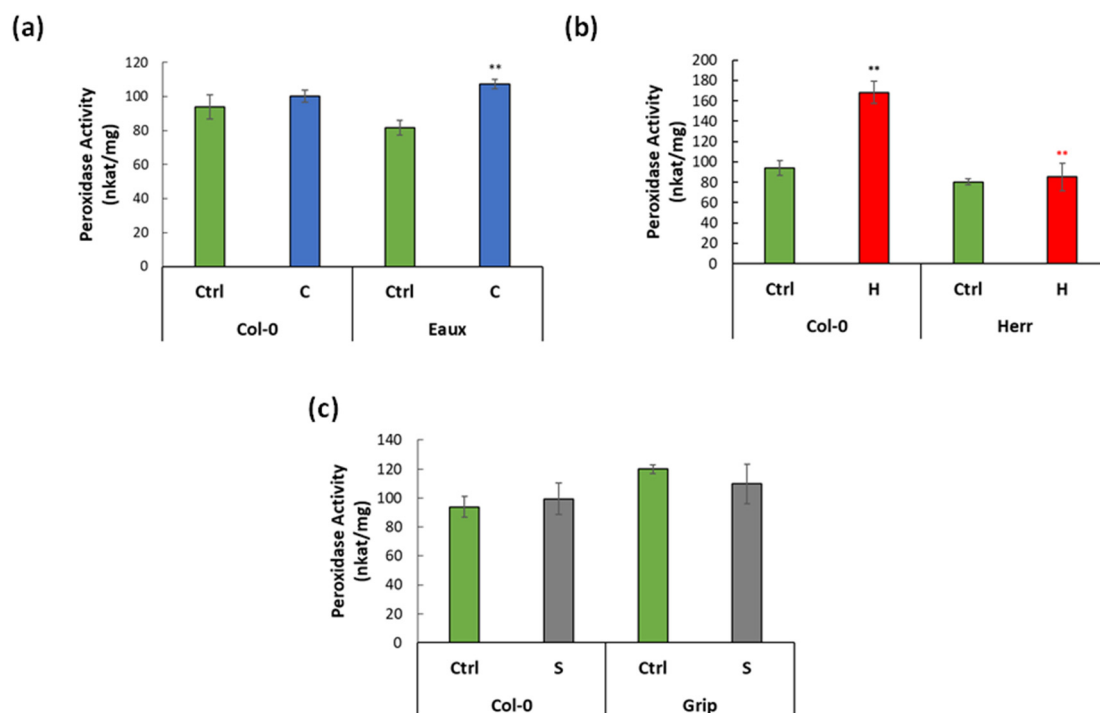 (a)
Peroxidase Activity
(nkat/mg)
120
100
80
60
40
20
0
**
Ctrl C Ctrl C
Col-0 Eaux
(b)
Peroxidase Activity
(nkat/mg)
200
180
160
140
120
100
80
60
40
20
0
**
**
Ctrl H Ctrl H
Col-0 Herr
(c)
Peroxidase Activity
(nkat/mg)
140
120
100
80
60
40
20
0
Ctrl S Ctrl S
Col-0 Grip